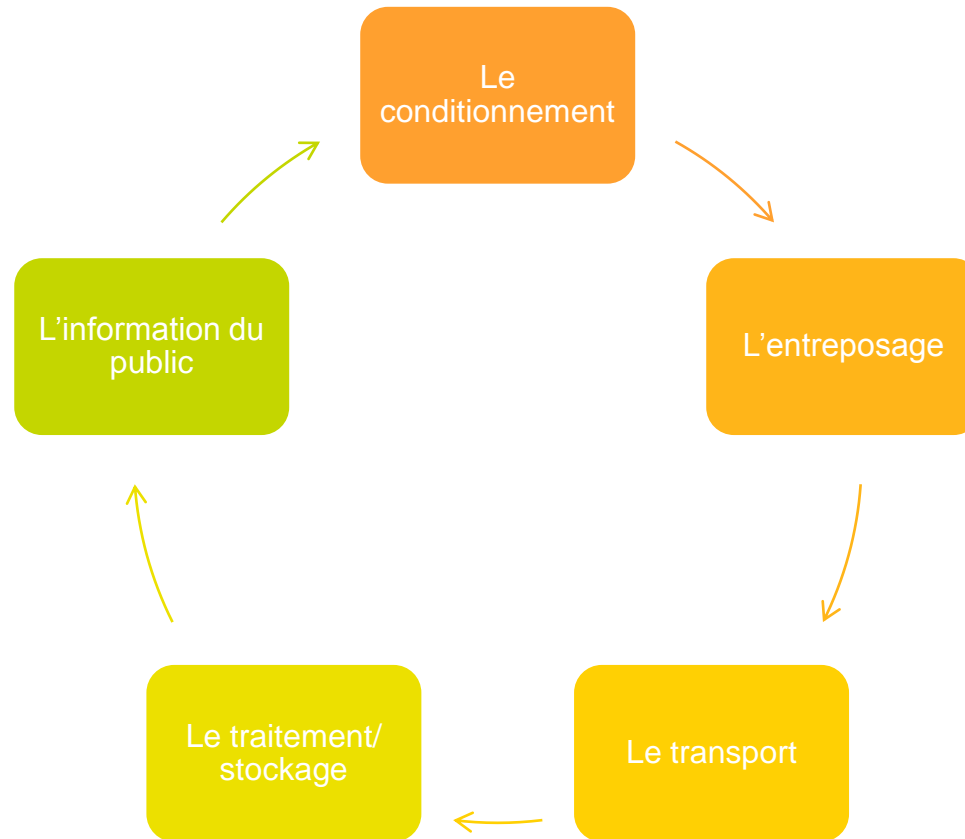 Le
conditionnement
L’entreposage
Le transport
Le traitement/
stockage
L’information du
public